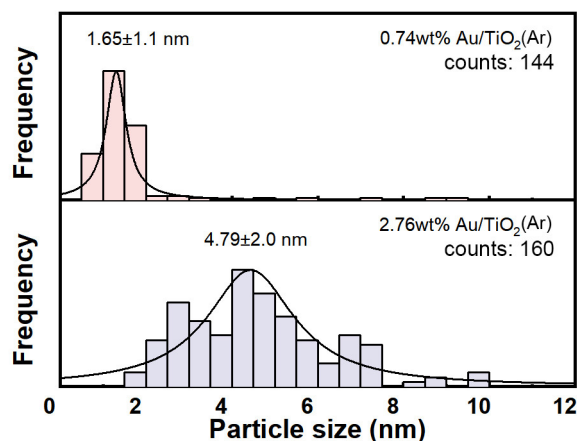 1.65±1.1 nm
0.74wt% Au/TiO₂(Ar)
counts: 144
Frequency
4.79±2.0 nm
2.76wt% Au/TiO₂(Ar)
counts: 160
Frequency
0 2 4 6 8 10 12
Particle size (nm)